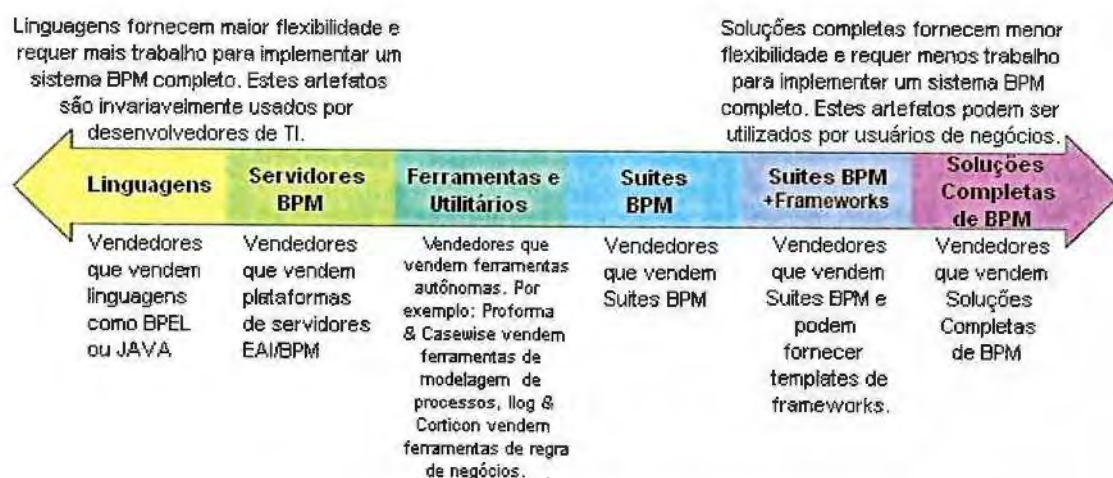 Linguagens fornecem maior flexibilidade e
requer mais trabalho para implementar um
sistema BPM completo. Estes artefatos
são invariavelmente usados por
desenvolvedores de TI.
Soluções completas fornecem menor
flexibilidade e requer menos trabalho
para implementar um sistema BPM
completo. Estes artefatos podem ser
utilizados por usuários de negócios.
Linguagens
Servidores
BPM
Ferramentas e
Utilitários
Suites
BPM
Suites BPM
+Frameworks
Soluções
Completas
de BPM
Vendedores
que vendem
linguagens
como BPEL
ou JAVA
Vendedores
que vendem
plataformas
de servidores
EAI/BPM
Vendedores que
vendem ferramentas
autônomas. Por
exemplo: Proforma
& Casewise vendem
ferramentas de
modelagem de
processos, Ilog &
Corticon vendem
ferramentas de regra
de negócios.
Vendedores
que vendem
Suites BPM
Vendedores
que vendem
Suites BPM e
podem
fornecer
templates de
frameworks.
Vendedores
que vendem
Soluções
Completas
de BPM